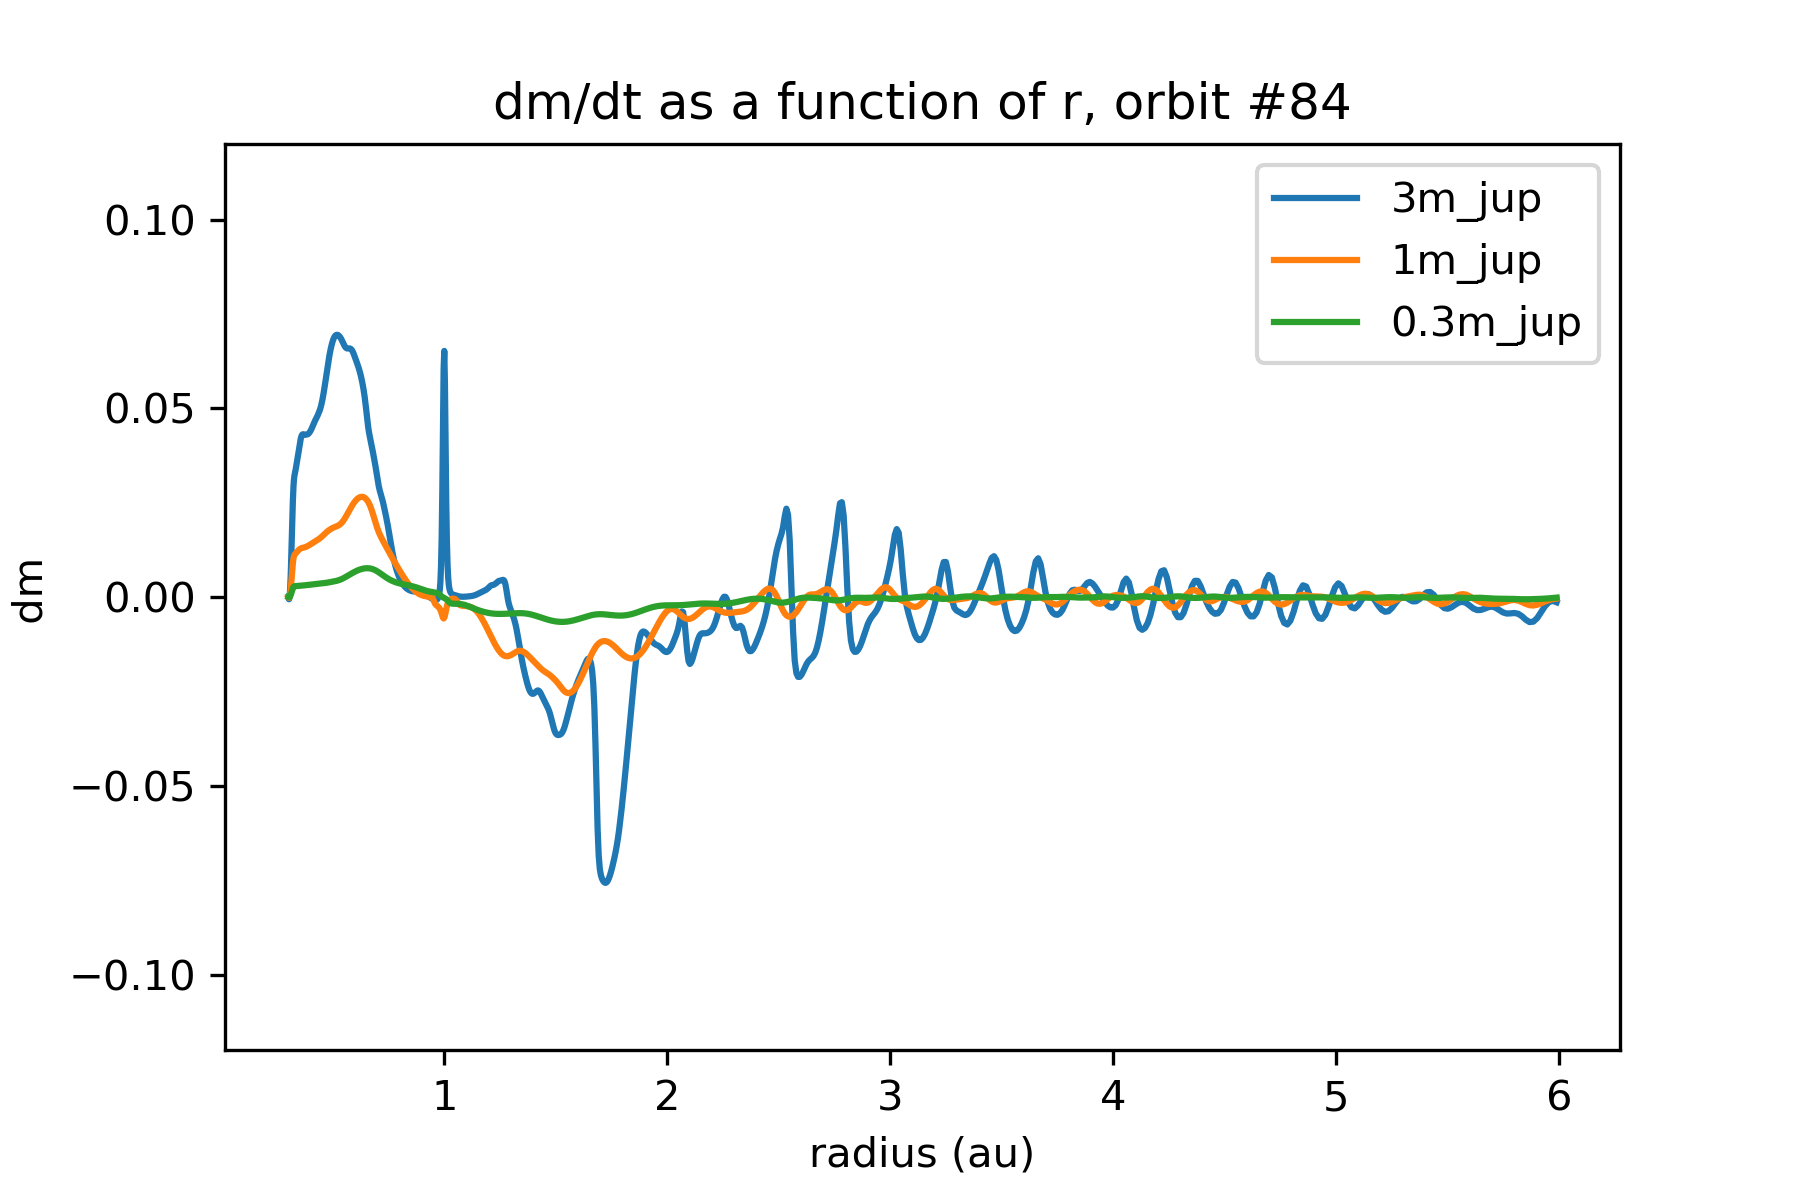 dm/dt as a function of r, orbit #84
3m_jup
1m_jup
0.3m_jup
0.10
0.05
0.00
−0.05
−0.10
dm
1 2 3 4 5 6
radius (au)